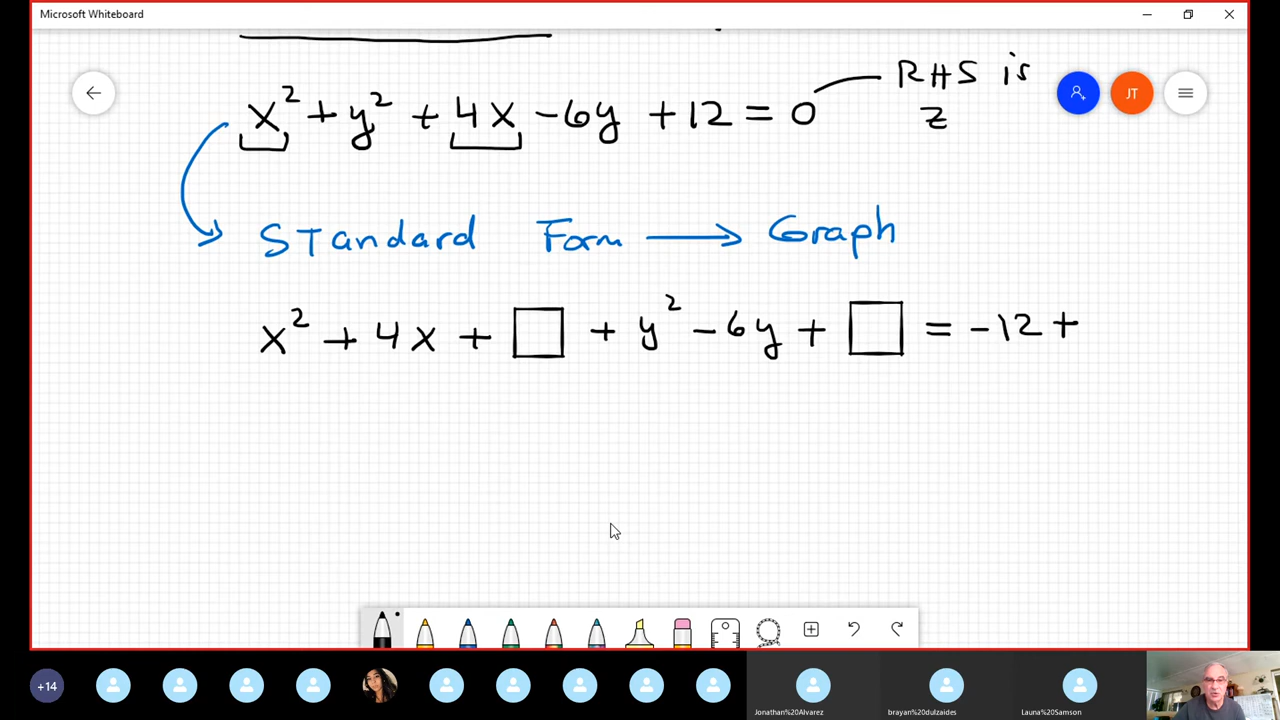 Microsoft Whiteboard
x² + y² + 4x - 6y + 12 = 0
RHS is
z
JT
Standard Form → Graph
x² + 4x + □ + y² - 6y + □ = -12 +
+14
Jonathan%20Alvarez
brayan%20dulzaides
Launa%20Samson